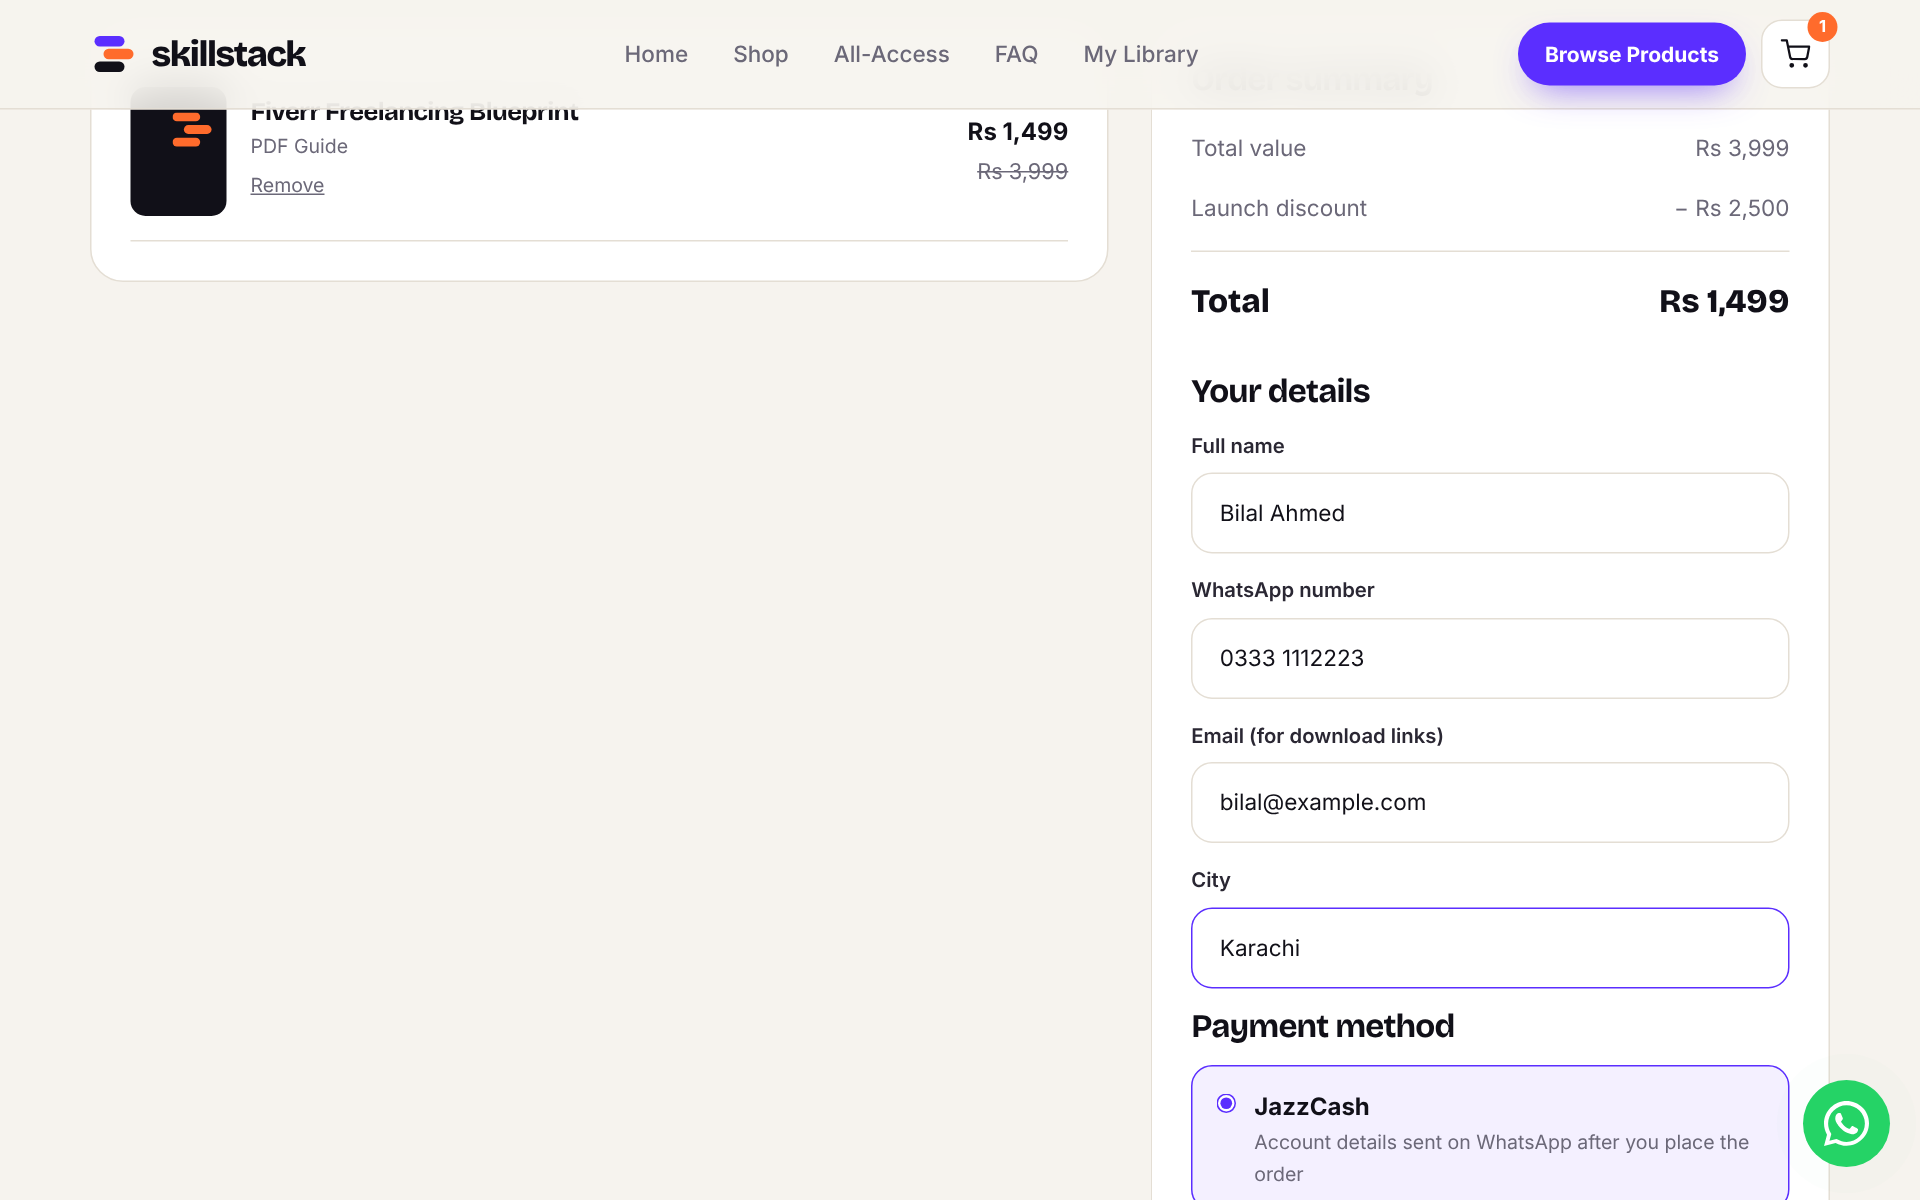 skillstack
Home
Shop
All-Access
FAQ
My Library
Browse Products
1
Fiverr Freelancing Blueprint
PDF Guide
Remove
Rs 1,499
Rs 3,999
Order summary
Total value
Rs 3,999
Launch discount
– Rs 2,500
Total
Rs 1,499
Your details
Full name
Bilal Ahmed
WhatsApp number
0333 1112223
Email (for download links)
bilal@example.com
City
Karachi
Payment method
JazzCash
Account details sent on WhatsApp after you place the
order